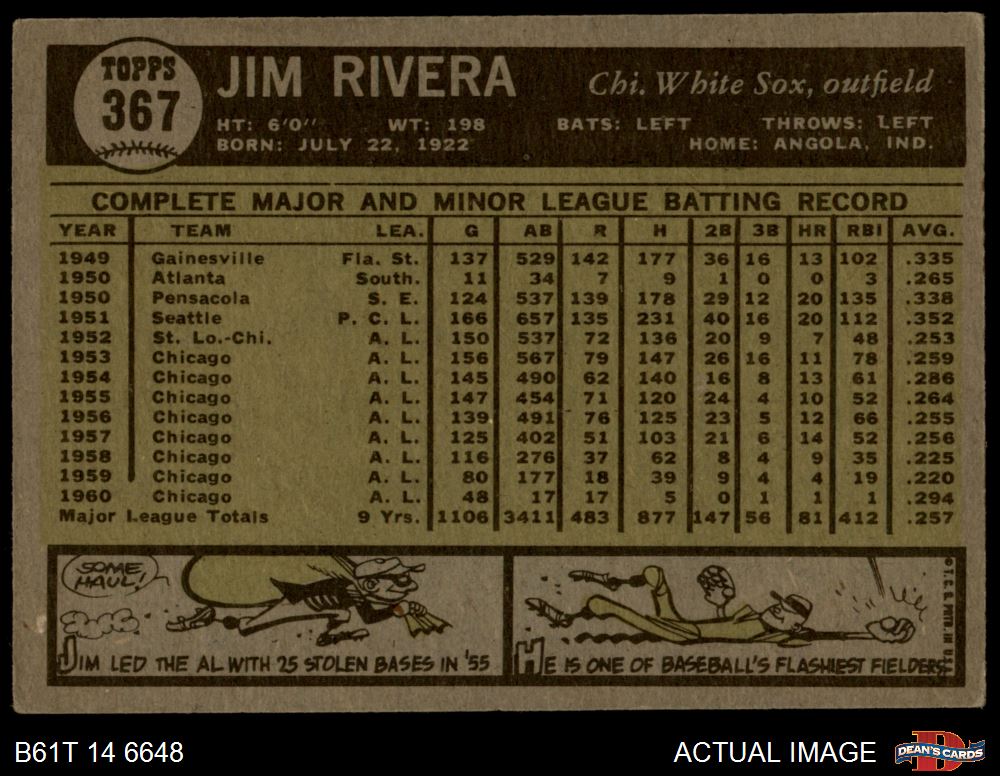 TOPPS
367
JIM RIVERA
Chi. White Sox, outfield
HT: 6'0" WT: 198 BATS: LEFT THROWS: LEFT
BORN: JULY 22, 1922 HOME: ANGOLA, IND.
COMPLETE MAJOR AND MINOR LEAGUE BATTING RECORD
YEAR TEAM LEA. G AB R H 2B 3B HR RBI AVG.
1949 Gainesville Fla. St. 137 529 142 177 36 16 13 102 .335
1950 Atlanta South. 11 34 7 9 1 0 0 3 .265
1950 Pensacola S. E. 124 537 139 178 29 12 20 135 .338
1951 Seattle P. C. L. 166 657 135 231 40 16 20 112 .352
1952 St. Lo.-Chi. A. L. 150 537 72 136 20 9 7 48 .253
1953 Chicago A. L. 156 567 79 147 26 16 11 78 .259
1954 Chicago A. L. 145 490 62 140 16 8 13 61 .286
1955 Chicago A. L. 147 454 71 120 24 4 10 52 .264
1956 Chicago A. L. 139 491 76 125 23 5 12 66 .255
1957 Chicago A. L. 125 402 51 103 21 6 14 52 .256
1958 Chicago A. L. 116 276 37 62 8 4 9 35 .225
1959 Chicago A. L. 80 177 18 39 9 4 4 19 .220
1960 Chicago A. L. 48 17 17 5 0 1 1 1 .294
Major League Totals 9 Yrs. 1106 3411 483 877 147 56 81 412 .257
SOME HAUL!
JIM LED THE AL WITH 25 STOLEN BASES IN '55
HE IS ONE OF BASEBALL'S FLASHIEST FIELDERS!
© T. C. G. PRTD. IN U.S.A.
B61T 14 6648
ACTUAL IMAGE
DEAN'S CARDS